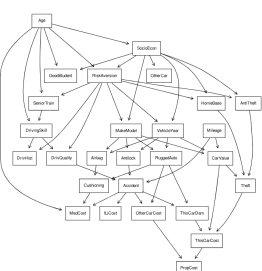 Age
SocioEcon
GoodStudent
RiskAversion
OtherCar
SeniorTrain
HomeBase
AntiTheft
DrivingSkill
MakeModel
VehicleYear
Mileage
DrivHist
DrivQuality
Airbag
Antilock
RuggedAuto
CarValue
Cushioning
Accident
Theft
MedCost
ILiCost
OtherCarCost
ThisCarDam
ThisCarCost
PropCost